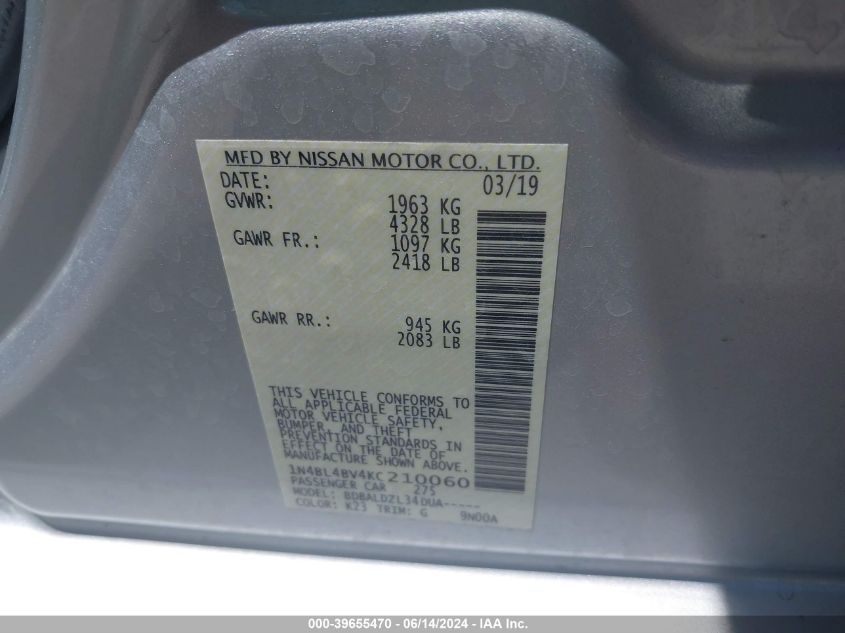 MFD BY NISSAN MOTOR CO., LTD.
DATE: 03/19
GVWR: 1963 KG
4328 LB
GAWR FR.: 1097 KG
2418 LB
GAWR RR.: 945 KG
2083 LB
THIS VEHICLE CONFORMS TO
ALL APPLICABLE FEDERAL
MOTOR VEHICLE SAFETY,
BUMPER, AND THEFT
PREVENTION STANDARDS IN
EFFECT ON THE DATE OF
MANUFACTURE SHOWN ABOVE.
1N4BL4BV4KC210060
PASSENGER CAR 275
MODEL: BDBALDZL34DUA-----
COLOR: K23 TRIM: G 9N00A
000-39655470 - 06/14/2024 - IAA Inc.